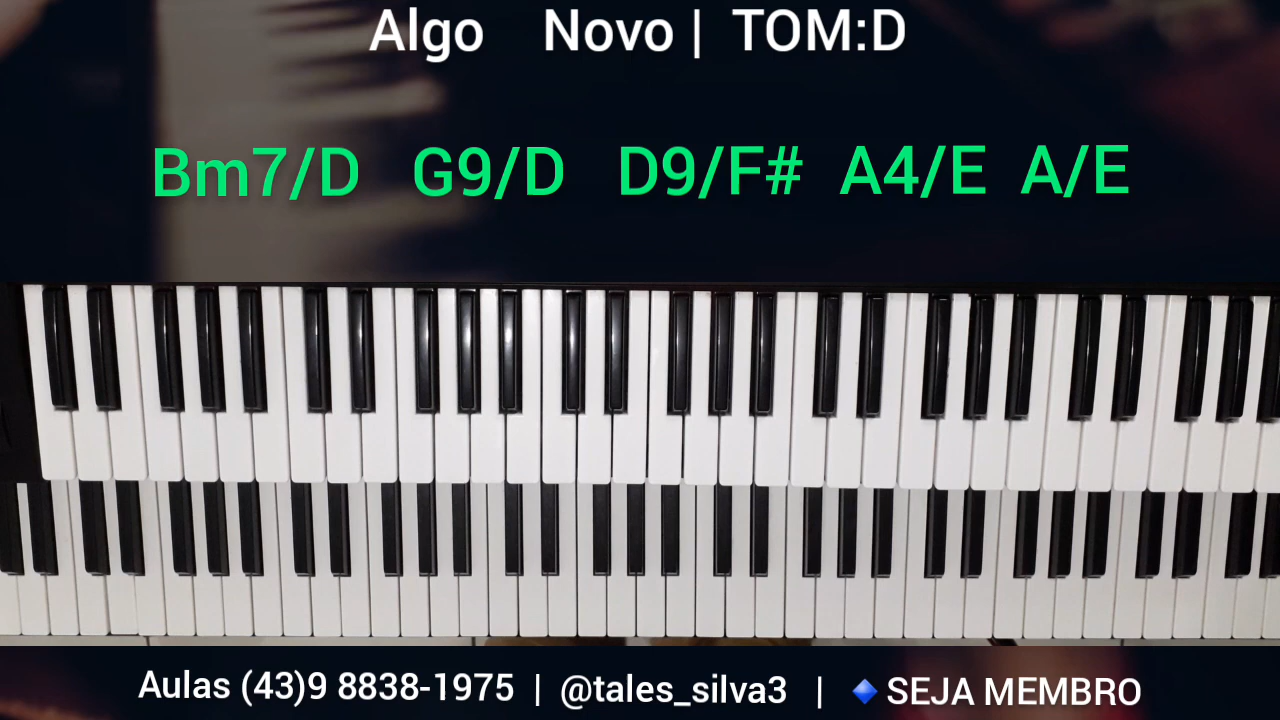 Algo Novo | TOM:D
Bm7/D G9/D D9/F# A4/E A/E
Aulas (43)9 8838-1975 | @tales_silva3 | 🔹SEJA MEMBRO